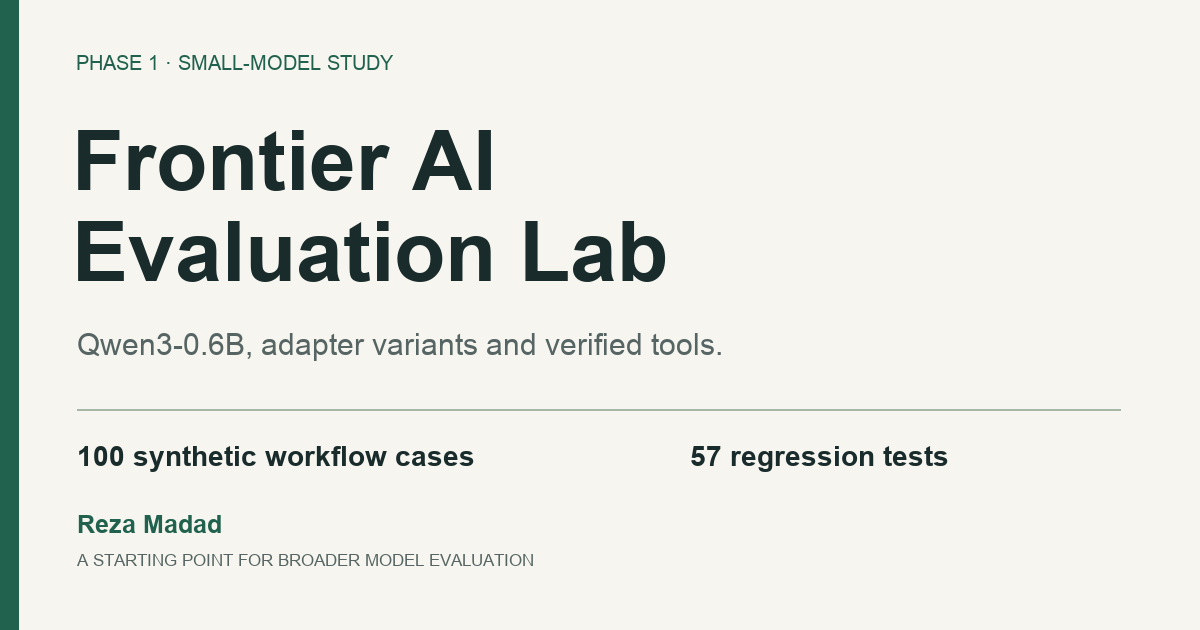 PHASE 1 · SMALL-MODEL STUDY
Frontier AI
Evaluation Lab
Qwen3-0.6B, adapter variants and verified tools.
100 synthetic workflow cases
57 regression tests
Reza Madad
A STARTING POINT FOR BROADER MODEL EVALUATION